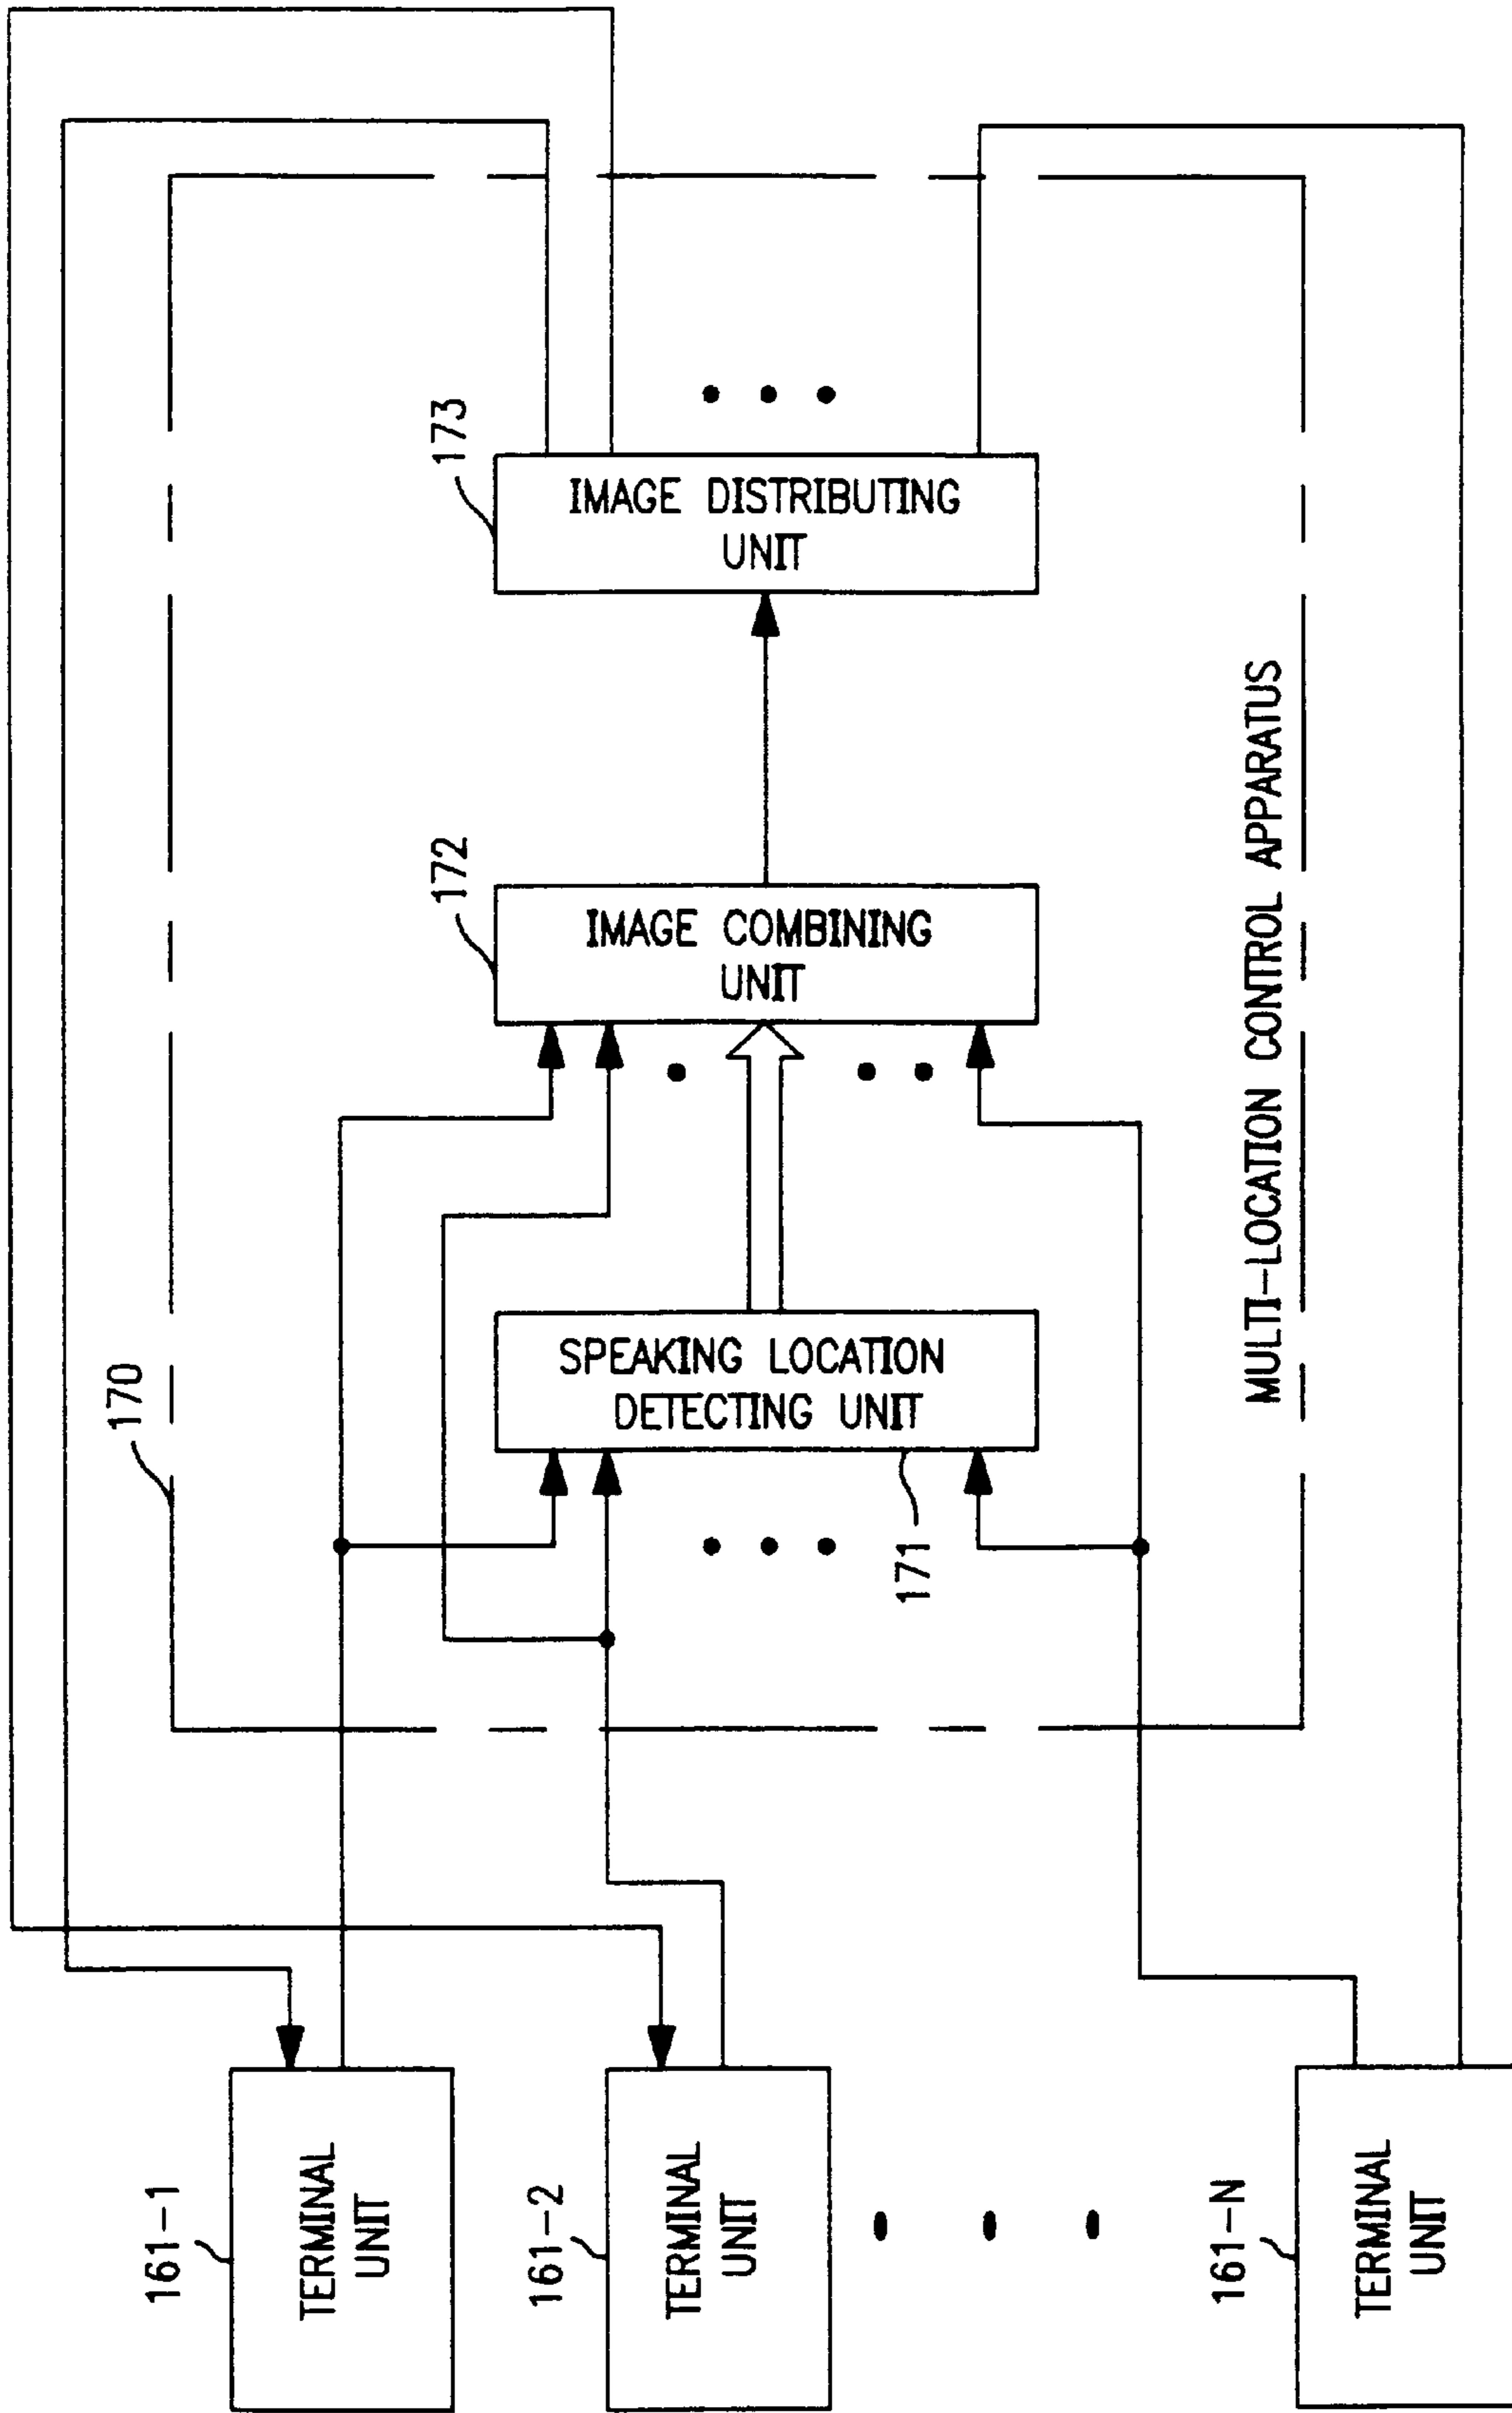 161-1
TERMINAL
UNIT
161-2
TERMINAL
UNIT
161-N
TERMINAL
UNIT
170
171
SPEAKING LOCATION
DETECTING UNIT
172
IMAGE COMBINING
UNIT
173
IMAGE DISTRIBUTING
UNIT
MULTI-LOCATION CONTROL APPARATUS